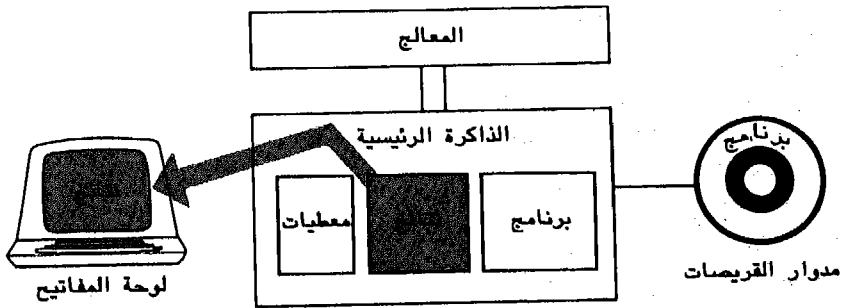 المعالج
الذاكرة الرئيسية
برنامج
معطيات
برنامج
مدوار القريصات
لوحة المفاتيح